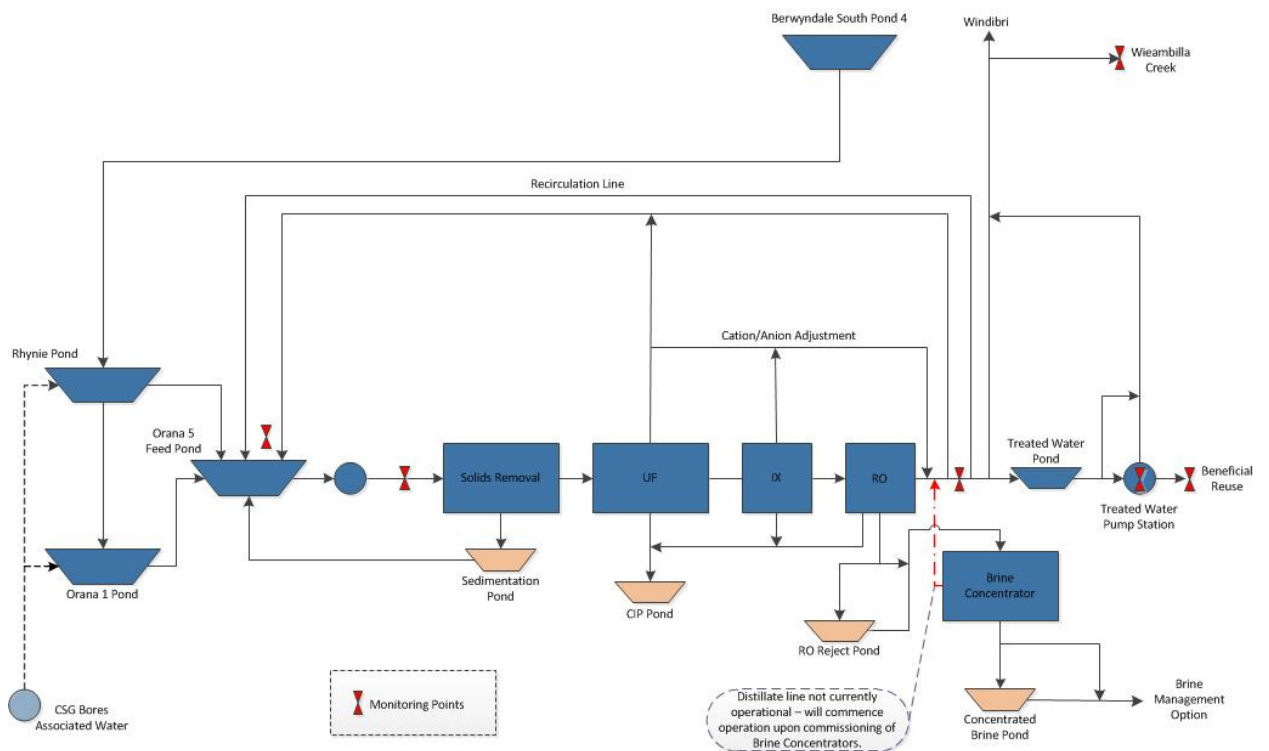 Berwyndale South Pond 4
Windibri
Wieambilla
Creek
Recirculation Line
Cation/Anion Adjustment
Rhynie Pond
Orana 5
Feed Pond
Solids Removal
UF
IX
RO
Treated Water
Pond
Beneficial
Reuse
Treated Water
Pump Station
Orana 1 Pond
Sedimentation
Pond
CIP Pond
Brine
Concentrator
RO Reject Pond
CSG Bores
Associated Water
Monitoring Points
Distillate line not currently
operational – will commence
operation upon commissioning of
Brine Concentrators.
Concentrated
Brine Pond
Brine
Management
Option